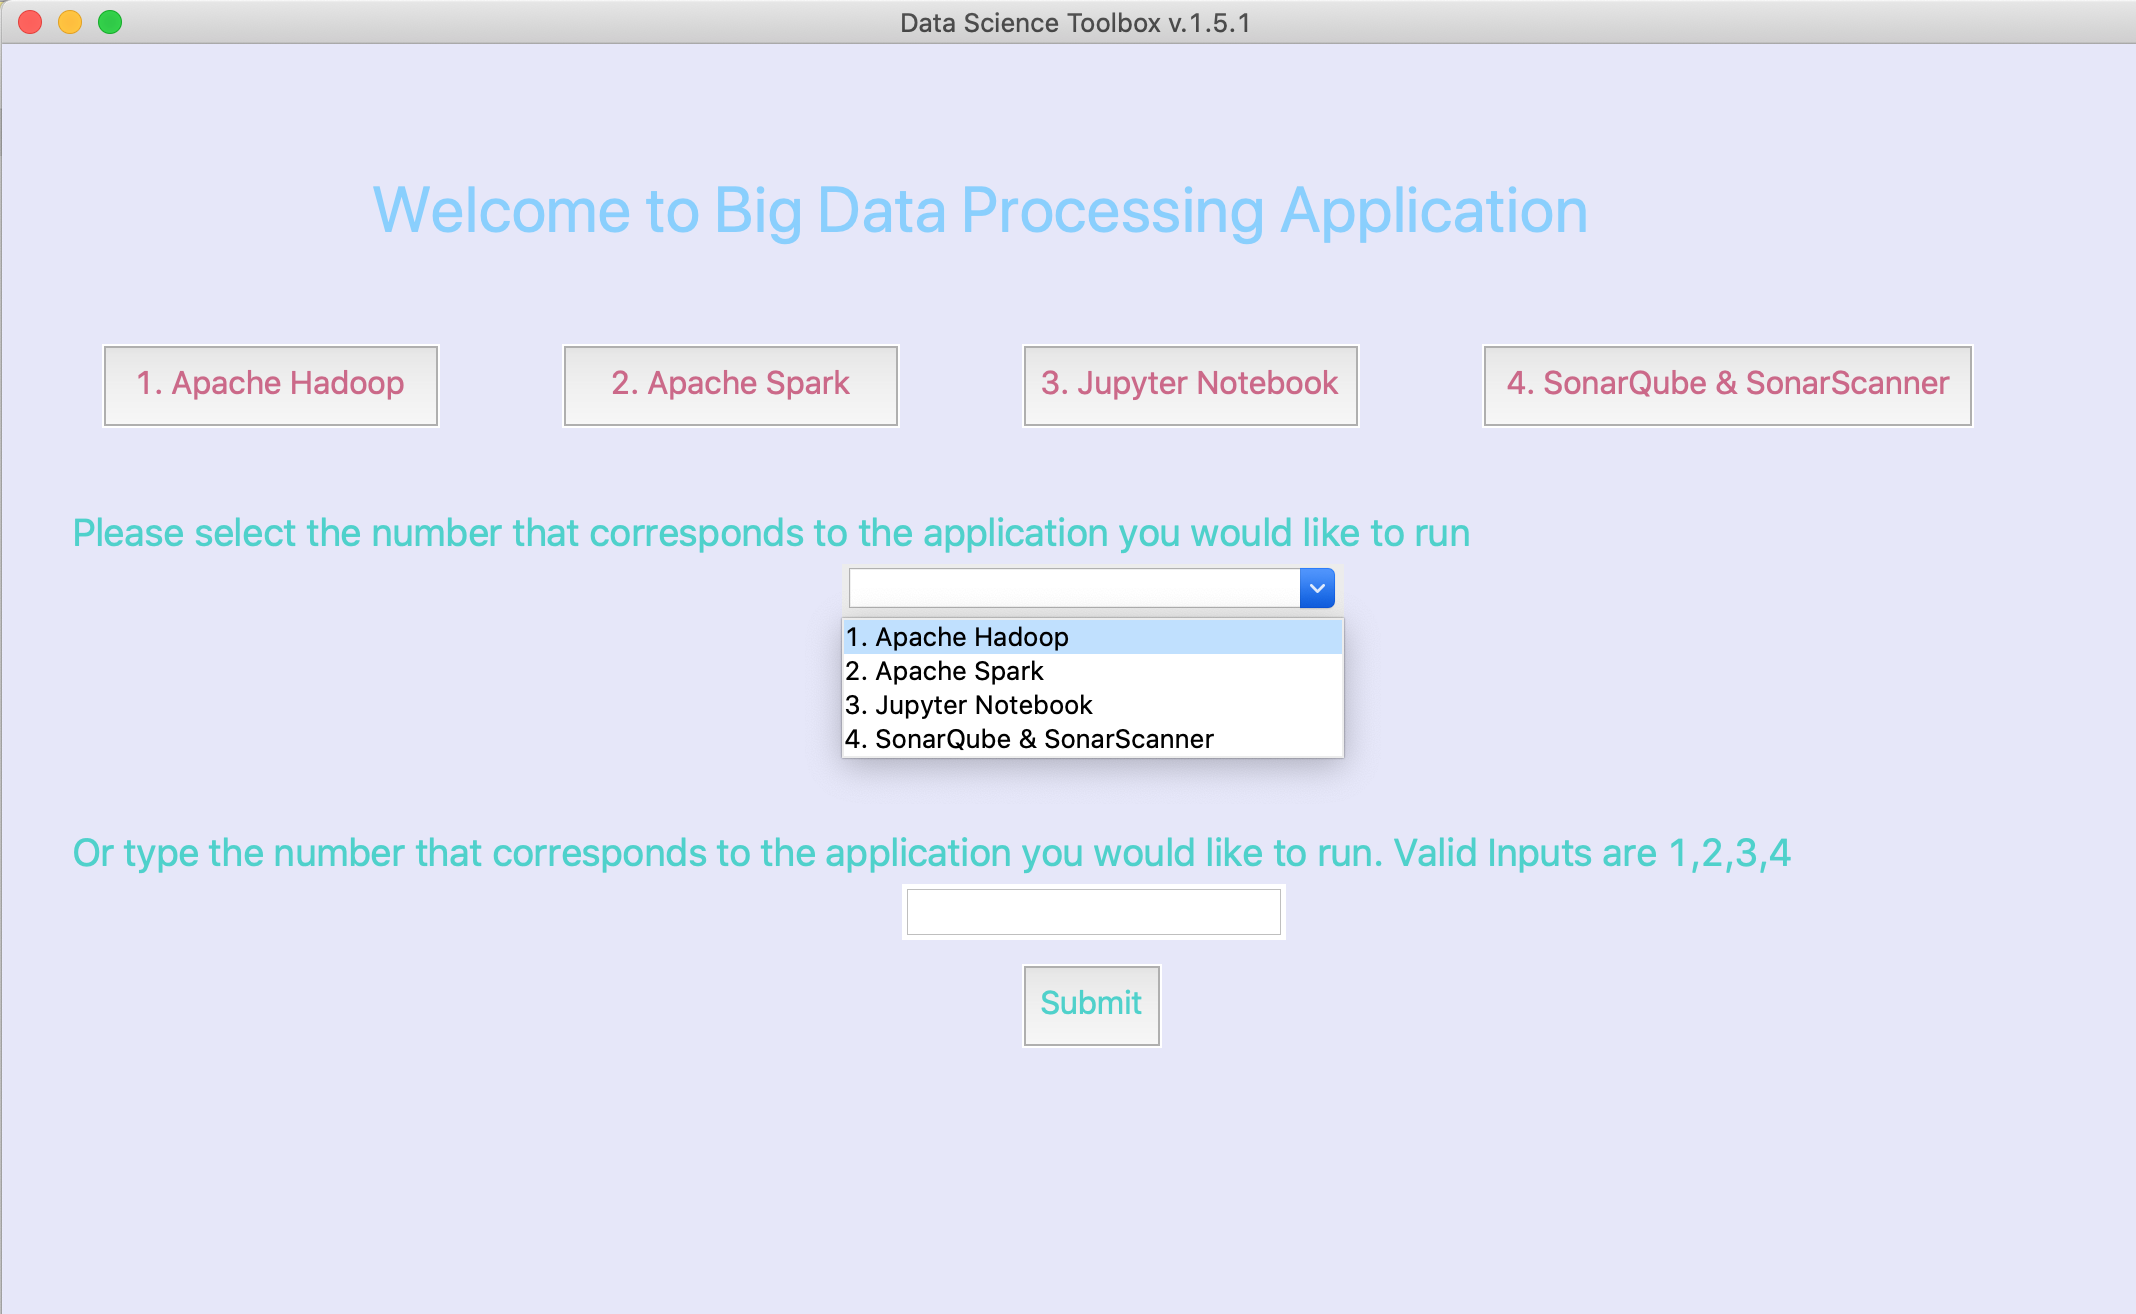 Data Science Toolbox v.1.5.1
Welcome to Big Data Processing Application
1. Apache Hadoop
2. Apache Spark
3. Jupyter Notebook
4. SonarQube & SonarScanner
Please select the number that corresponds to the application you would like to run
1. Apache Hadoop
2. Apache Spark
3. Jupyter Notebook
4. SonarQube & SonarScanner
Or type the number that corresponds to the application you would like to run. Valid Inputs are 1,2,3,4
Submit